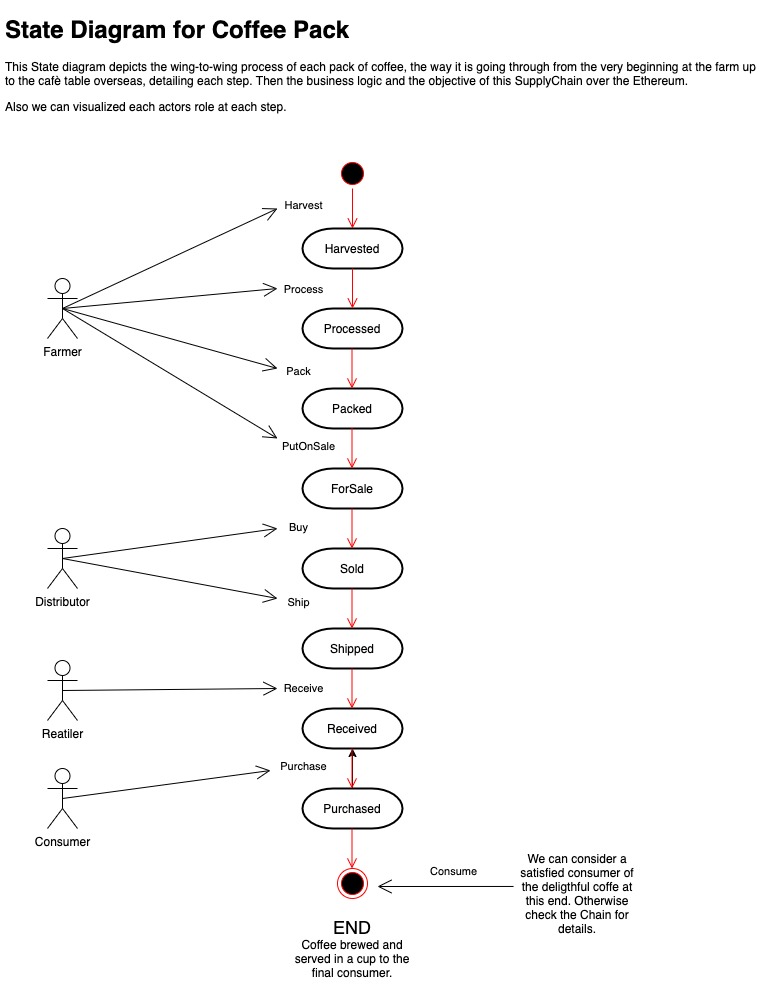 State Diagram for Coffee Pack
This State diagram depicts the wing-to-wing process of each pack of coffee, the way it is going through from the very beginning at the farm up
to the cafè table overseas, detailing each step. Then the business logic and the objective of this SupplyChain over the Ethereum.
Also we can visualized each actors role at each step.
Harvest
Harvested
Process
Processed
Farmer
Pack
Packed
PutOnSale
ForSale
Buy
Sold
Distributor
Ship
Shipped
Receive
Received
Reatiler
Purchase
Purchased
Consumer
Consume
We can consider a
satisfied consumer of
the deligthful coffe at
this end. Otherwise
check the Chain for
details.
END
Coffee brewed and
served in a cup to the
final consumer.